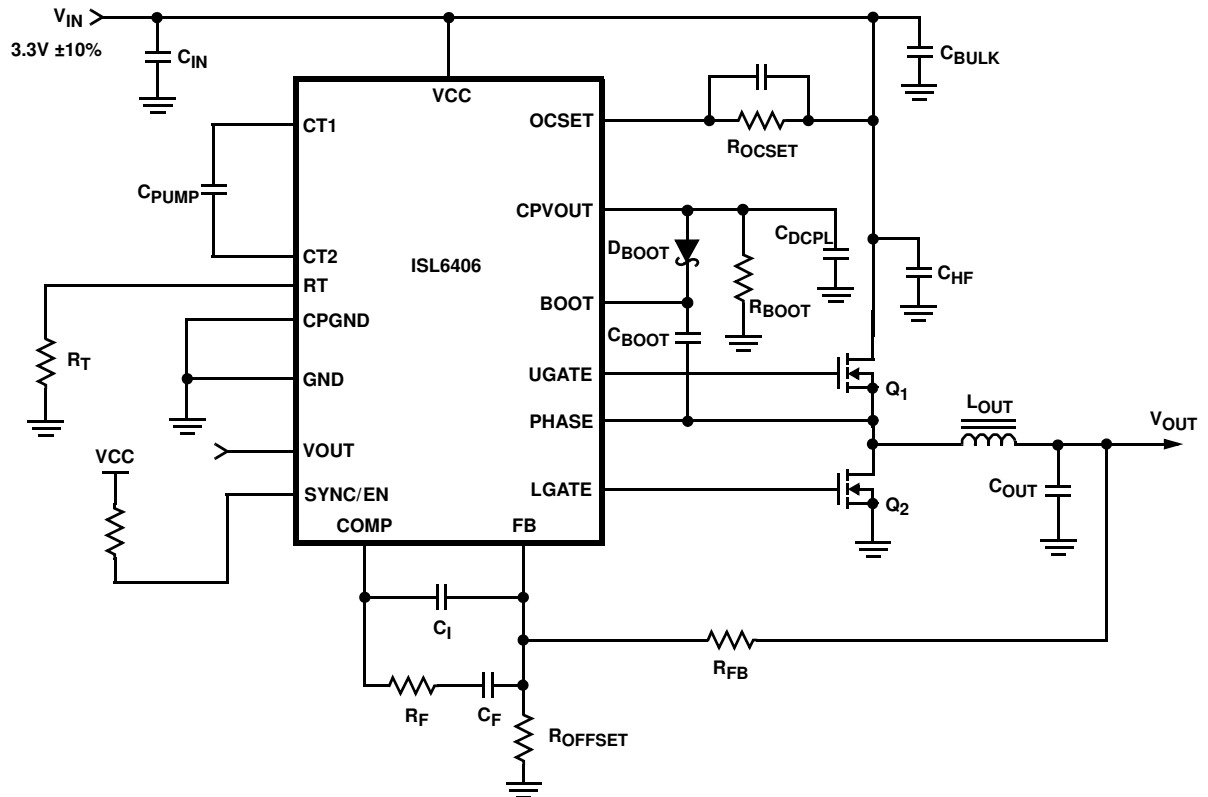 VIN
3.3V ±10%
CIN
VCC
CBULK
CT1
OCSET
ROCSET
CPUMP
CPVOUT
DBOOT
CDCPL
CT2
ISL6406
RT
BOOT
CBOOT
RBOOT
CHF
CPGND
RT
GND
UGATE
Q1
PHASE
LOUT
VOUT
VCC
VOUT
SYNC/EN
LGATE
Q2
COUT
COMP
FB
CI
RFB
RF
CF
ROFFSET